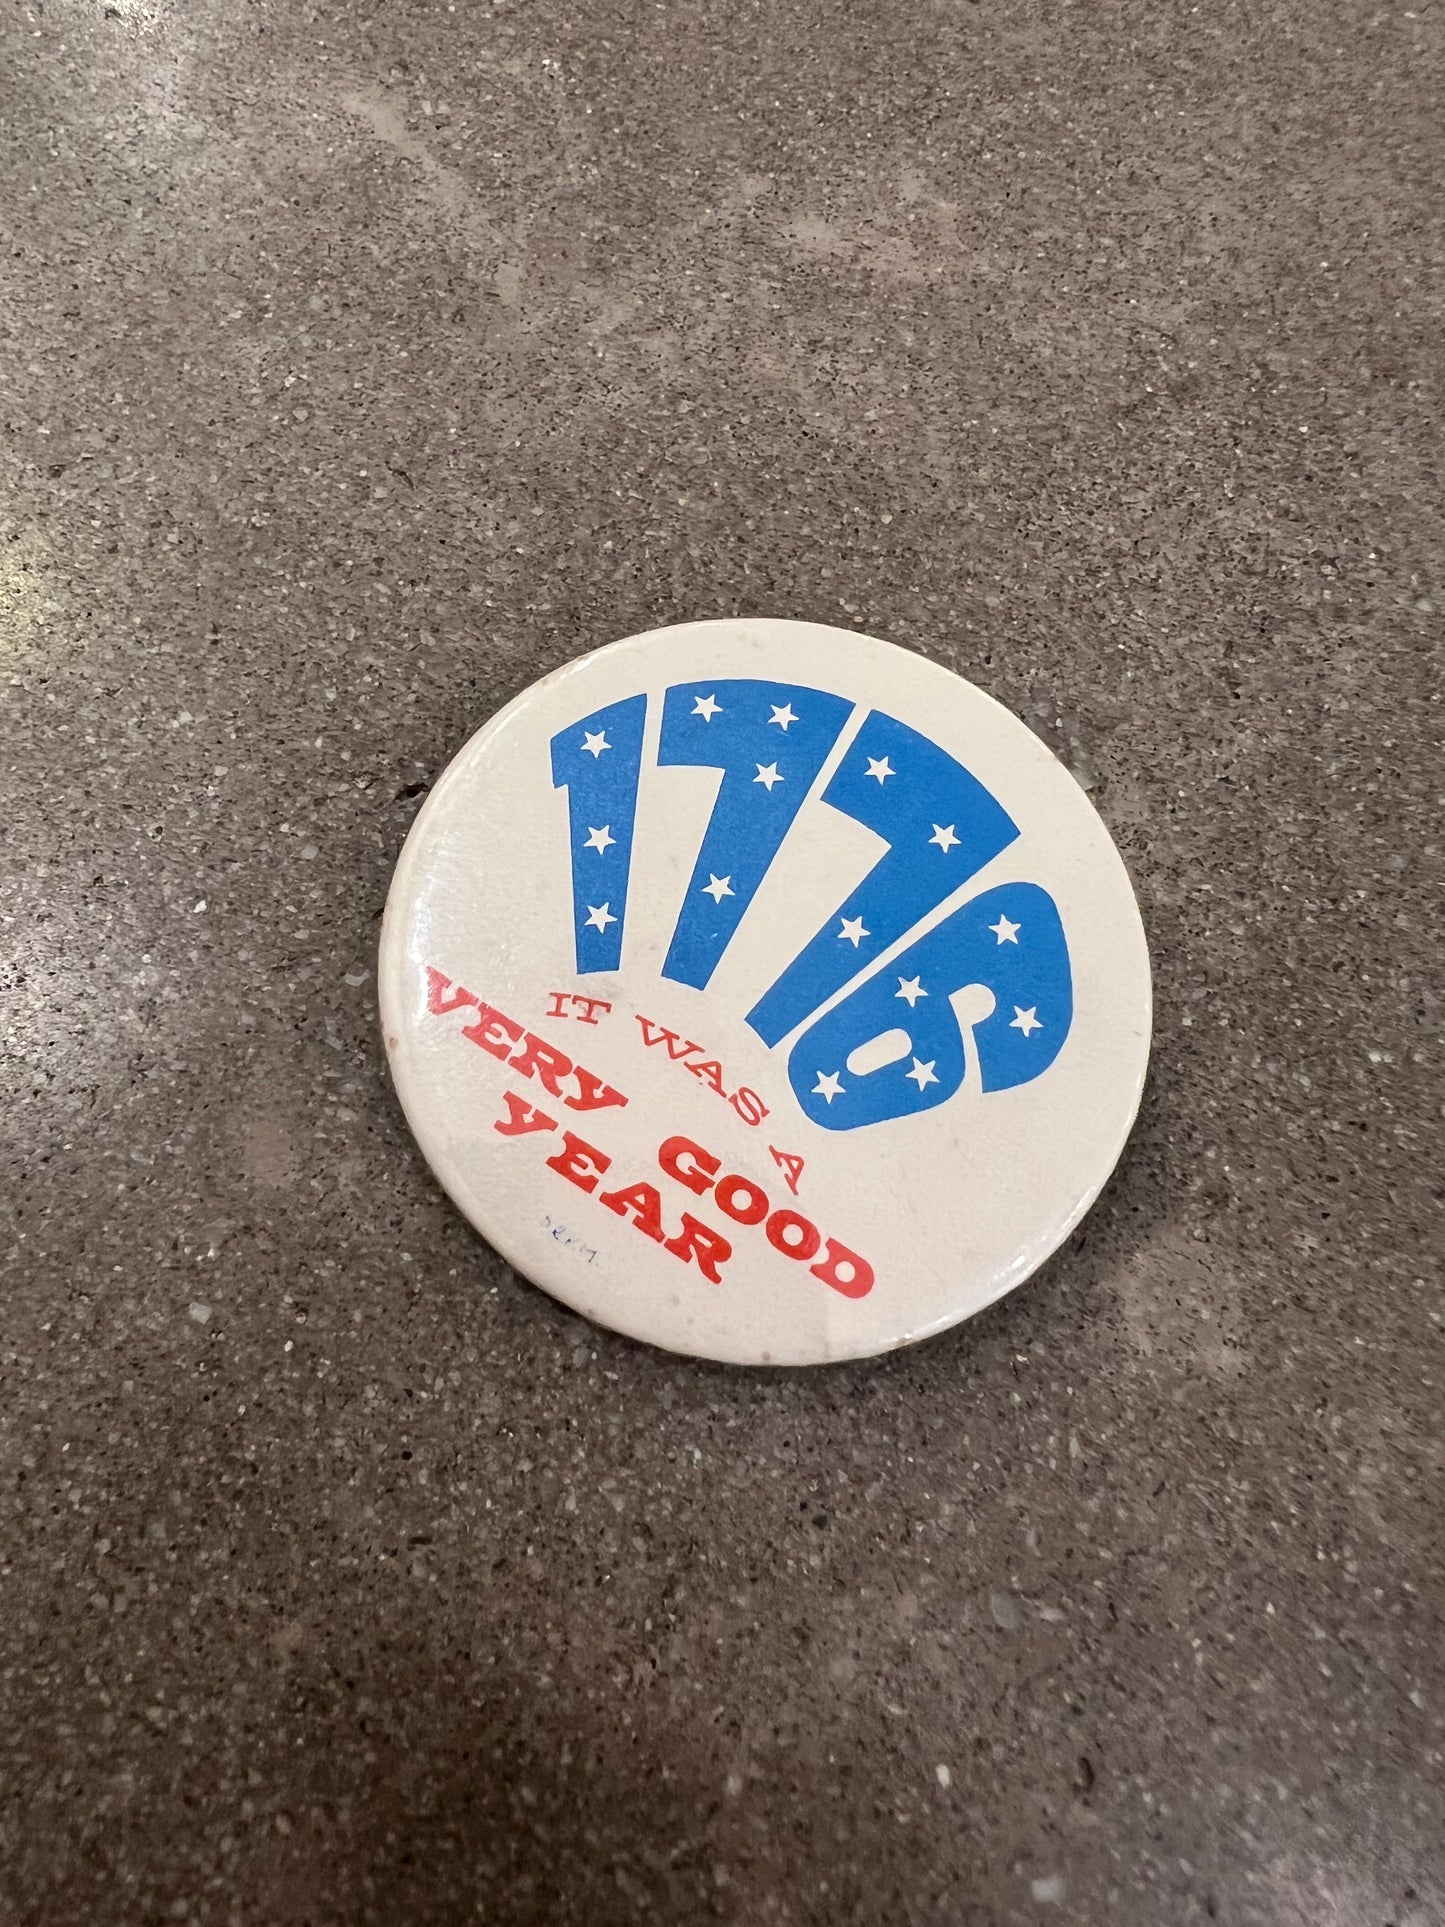 1776
IT WAS A
VERY GOOD
YEAR